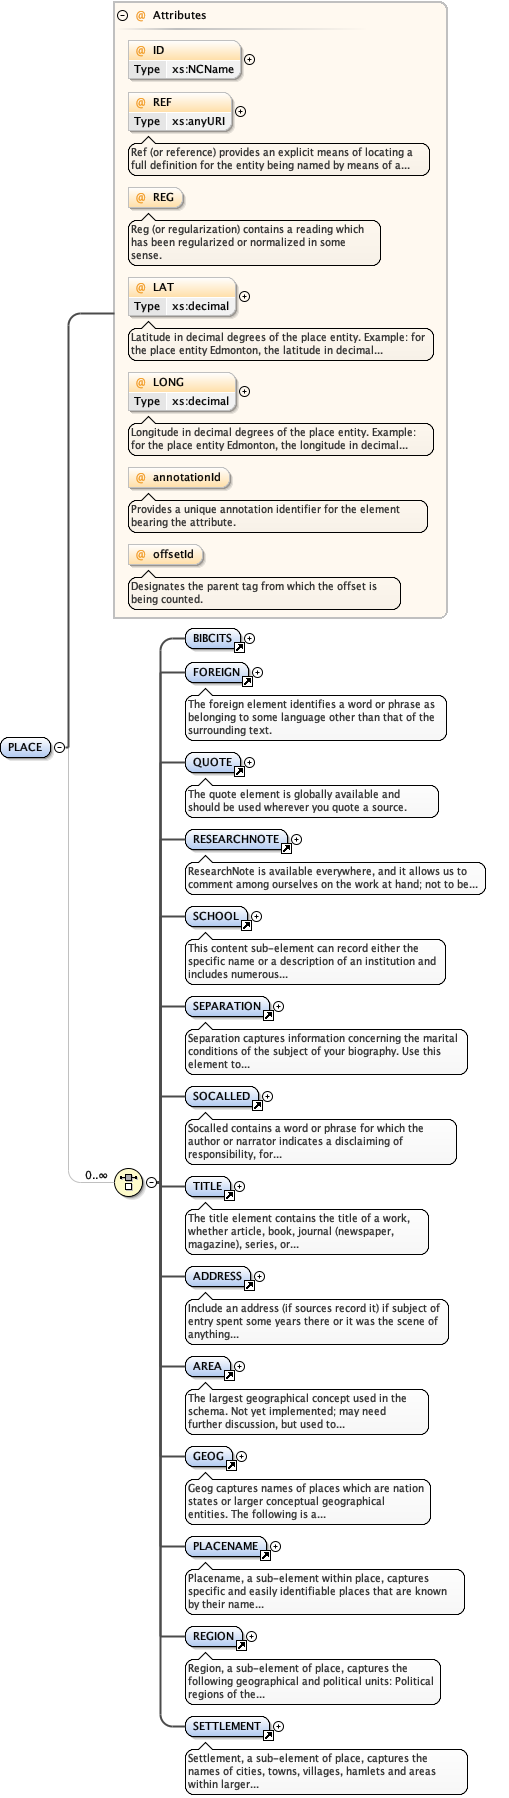 @ Attributes
@ ID
Type xs:NCName
@ REF
Type xs:anyURI
Ref (or reference) provides an explicit means of locating a
full definition for the entity being named by means of a...
@ REG
Reg (or regularization) contains a reading which
has been regularized or normalized in some
sense.
@ LAT
Type xs:decimal
Latitude in decimal degrees of the place entity. Example: for
the place entity Edmonton, the latitude in decimal...
@ LONG
Type xs:decimal
Longitude in decimal degrees of the place entity. Example:
for the place entity Edmonton, the longitude in decimal...
@ annotationId
Provides a unique annotation identifier for the element
bearing the attribute.
@ offsetId
Designates the parent tag from which the offset is
being counted.
BIBCITS
FOREIGN
The foreign element identifies a word or phrase as
belonging to some language other than that of the
surrounding text.
PLACE
QUOTE
The quote element is globally available and
should be used wherever you quote a source.
RESEARCHNOTE
ResearchNote is available everywhere, and it allows us to
comment among ourselves on the work at hand; not to be...
SCHOOL
This content sub-element can record either the
specific name or a description of an institution and
includes numerous...
SEPARATION
Separation captures information concerning the marital
conditions of the subject of your biography. Use this
element to...
SOCALLED
Socalled contains a word or phrase for which the
author or narrator indicates a disclaiming of
responsibility, for...
0..∞
TITLE
The title element contains the title of a work,
whether article, book, journal (newspaper,
magazine), series, or...
ADDRESS
Include an address (if sources record it) if subject of
entry spent some years there or it was the scene of
anything...
AREA
The largest geographical concept used in the
schema. Not yet implemented; may need
further discussion, but used to...
GEOG
Geog captures names of places which are nation
states or larger conceptual geographical
entities. The following is a...
PLACENAME
Placename, a sub-element within place, captures
specific and easily identifiable places that are known
by their name...
REGION
Region, a sub-element of place, captures the
following geographical and political units: Political
regions of the...
SETTLEMENT
Settlement, a sub-element of place, captures the
names of cities, towns, villages, hamlets and areas
within larger...